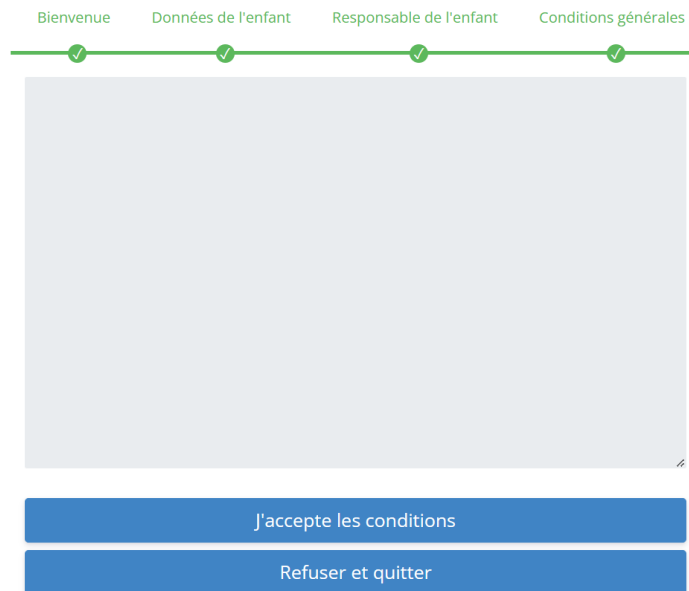 Bienvenue Données de l'enfant Responsable de l'enfant Conditions générales
J'accepte les conditions
Refuser et quitter